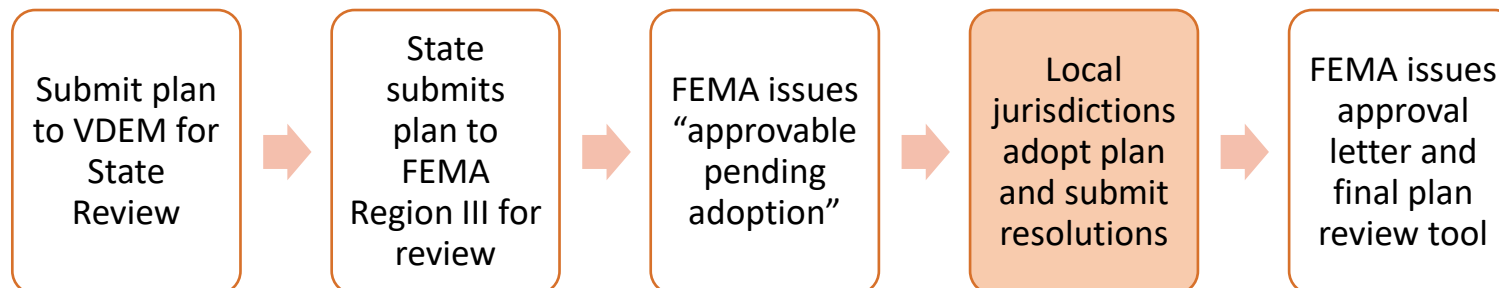 Submit plan
to VDEM for
State
Review
State
submits
plan to
FEMA
Region III for
review
FEMA issues
“approvable
pending
adoption”
Local
jurisdictions
adopt plan
and submit
resolutions
FEMA issues
approval
letter and
final plan
review tool